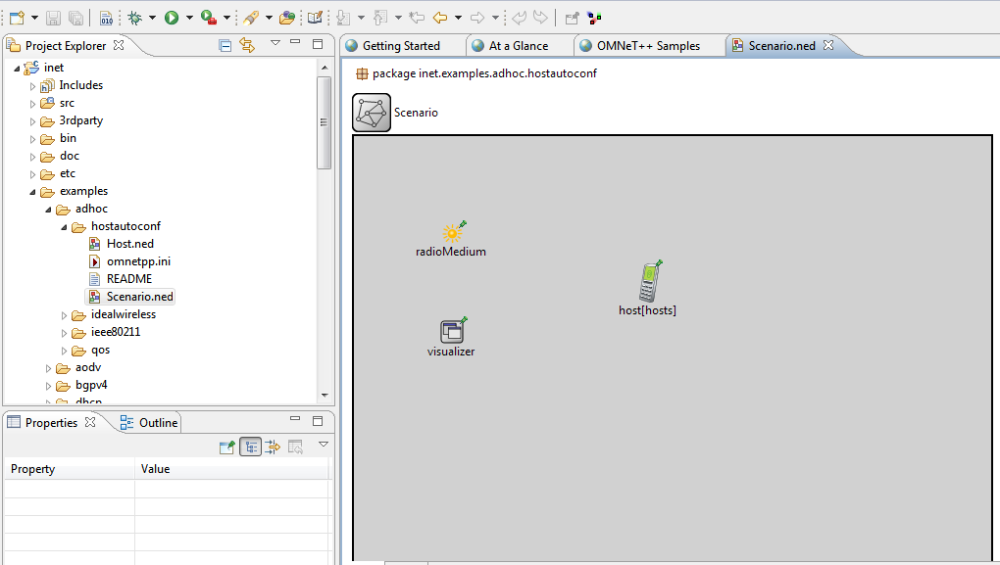 Project Explorer
inet
Includes
src
3rdparty
bin
doc
etc
examples
adhoc
hostautoconf
Host.ned
omnetpp.ini
README
Scenario.ned
idealwireless
ieee80211
qos
aodv
bgpv4
dhcp
Properties
Outline
Property Value
Getting Started
At a Glance
OMNeT++ Samples
Scenario.ned
package inet.examples.adhoc.hostautoconf
Scenario
radioMedium
host[hosts]
visualizer